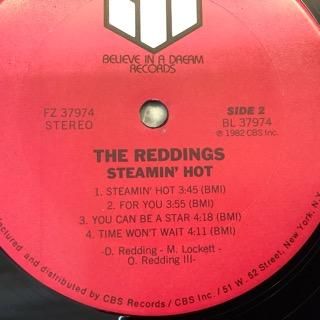 BELIEVE IN A DREAM
RECORDS
FZ 37974
STEREO
SIDE 2
BL 37974
℗ 1982 CBS Inc.
THE REDDINGS
STEAMIN' HOT
1. STEAMIN' HOT 3:45 (BMI)
2. FOR YOU 3:55 (BMI)
3. YOU CAN BE A STAR 4:18 (BMI)
4. TIME WON'T WAIT 4:11 (BMI)
-D. Redding - M. Lockett -
O. Redding III-
and distributed by CBS Records / CBS Inc. / 51 W. 52 Street, New York, N.Y.